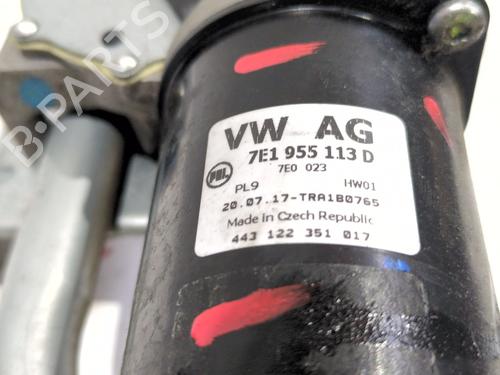 VW AG
7E1 955 113 D
7E0 023
PAL
PL9 HW01
20.07.17-TRA1B0765
Made in Czech Republic
443 122 351 017
B-PARTS